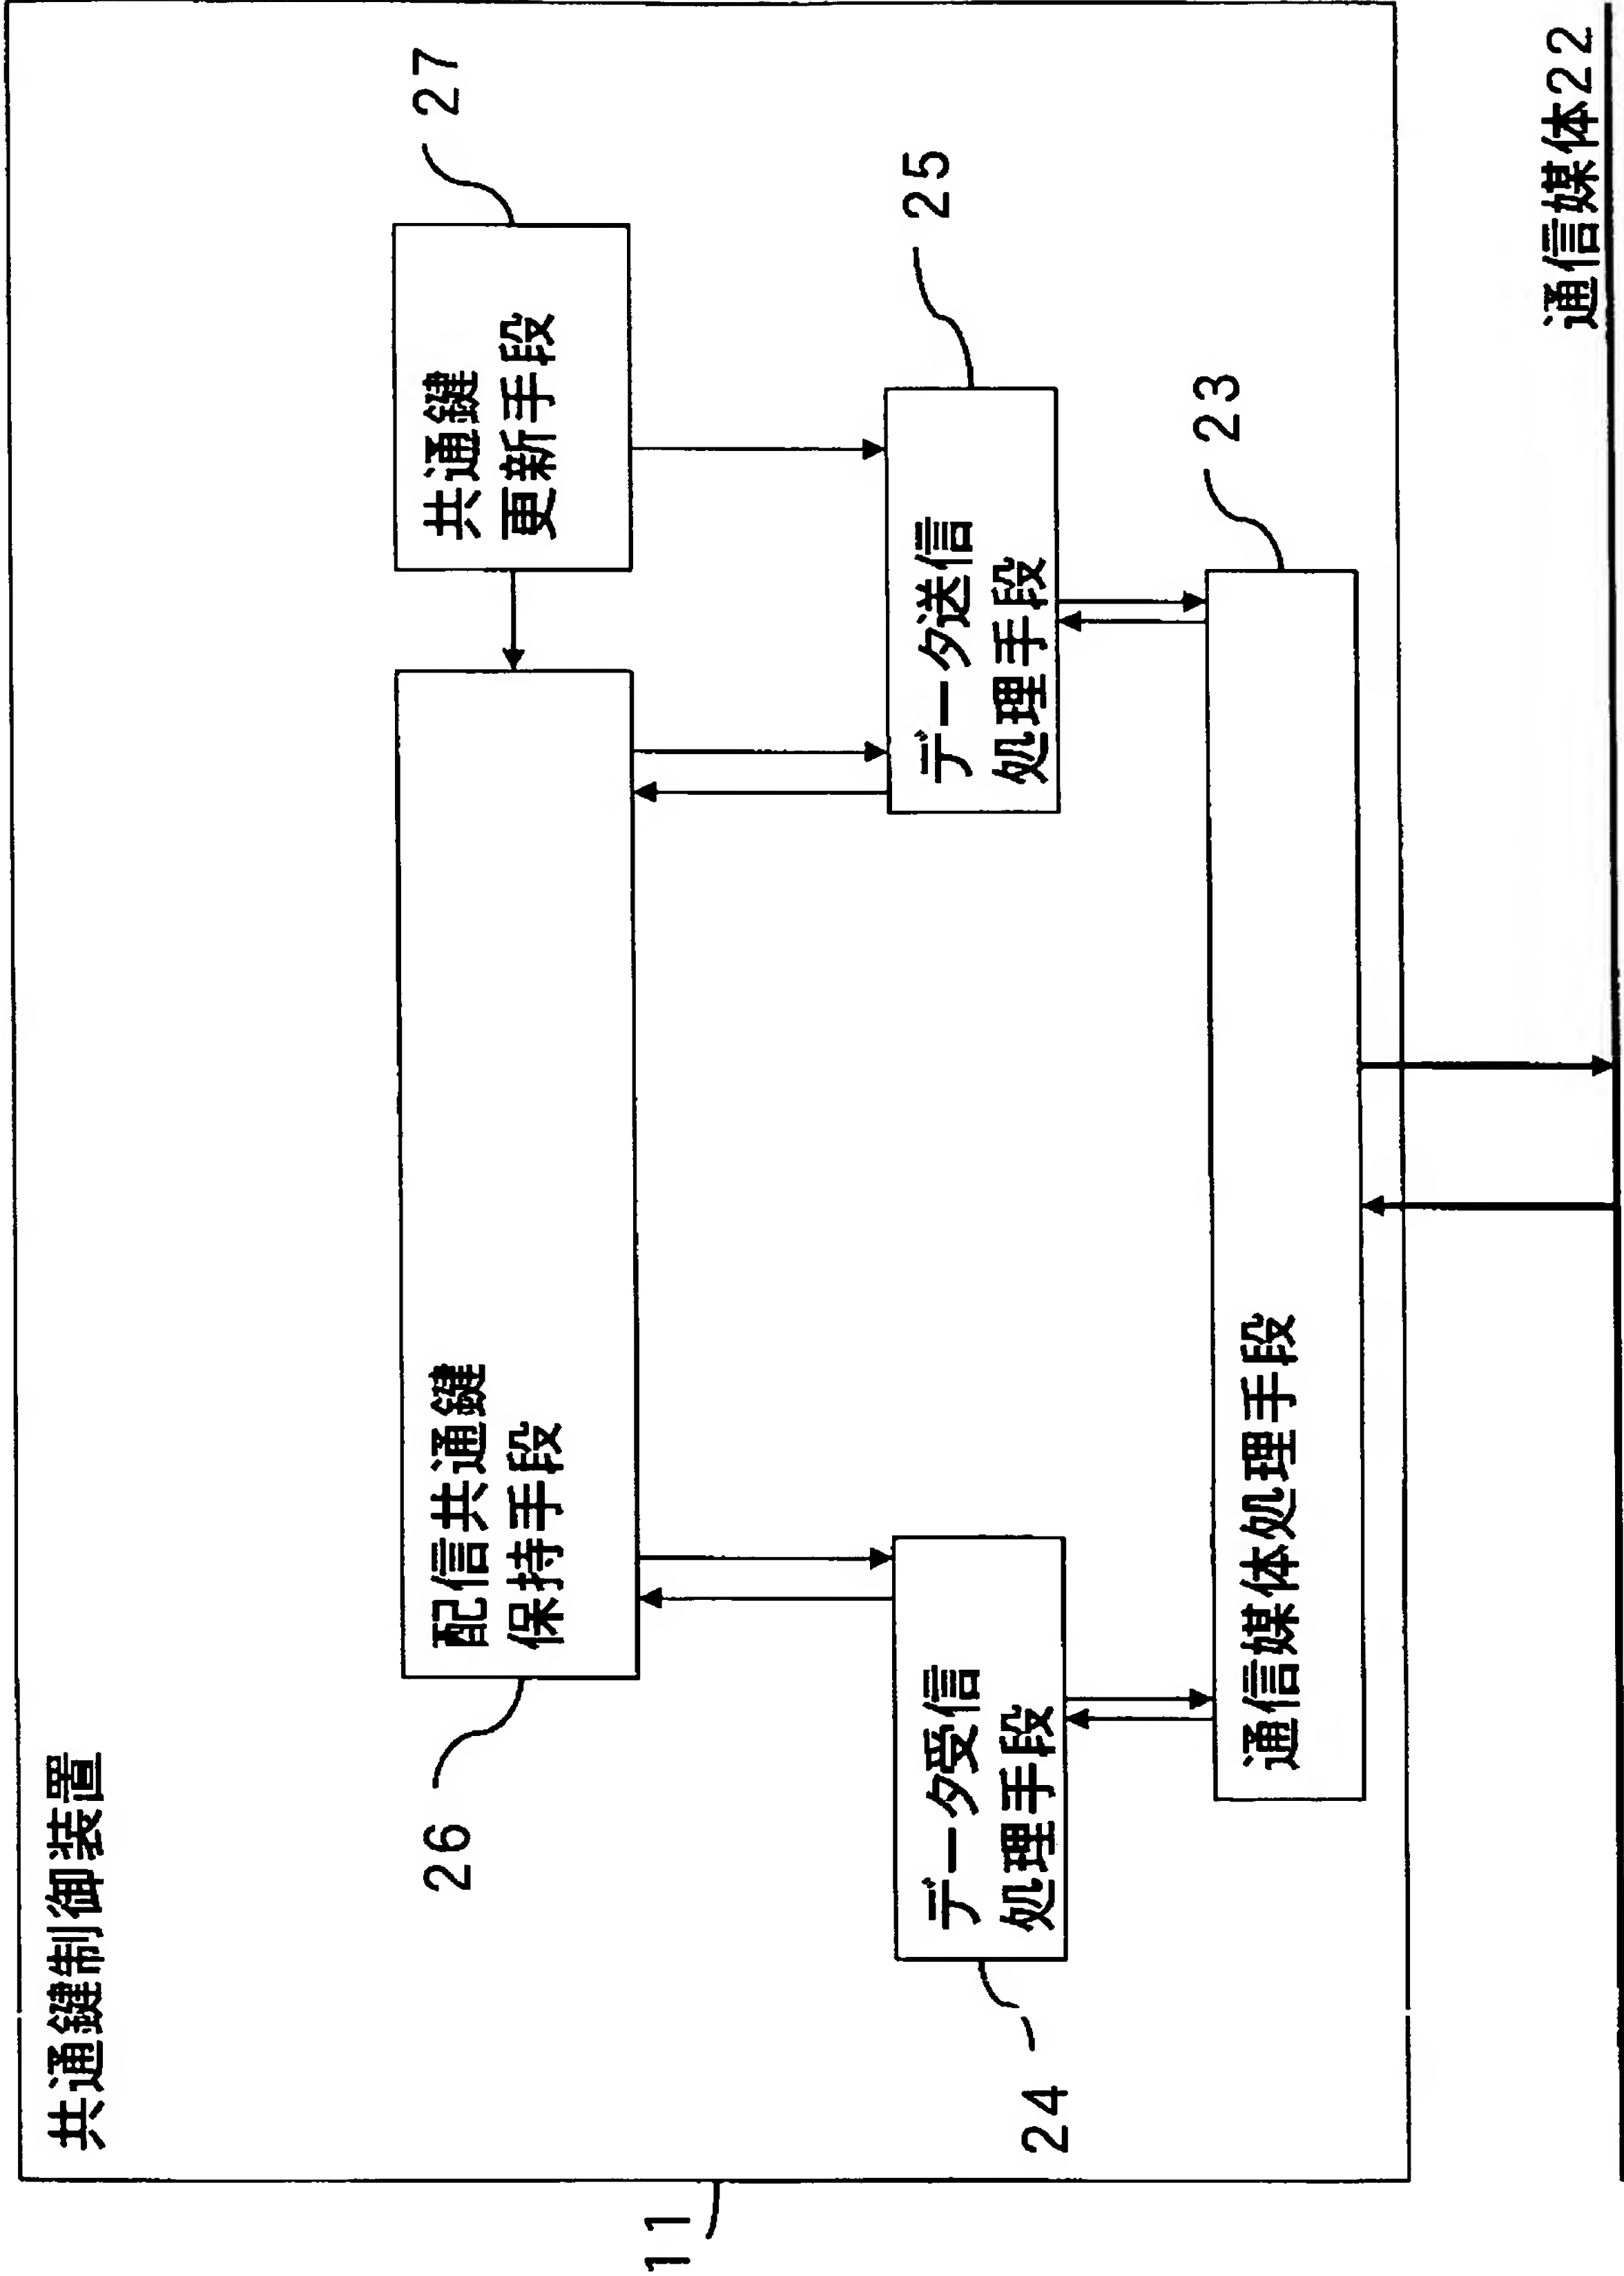 共通鍵制御装置
11
共通鍵
更新手段
27
配信共通鍵
保持手段
26
データ送信
処理手段
25
データ受信
処理手段
24
通信媒体処理手段
23
通信媒体22